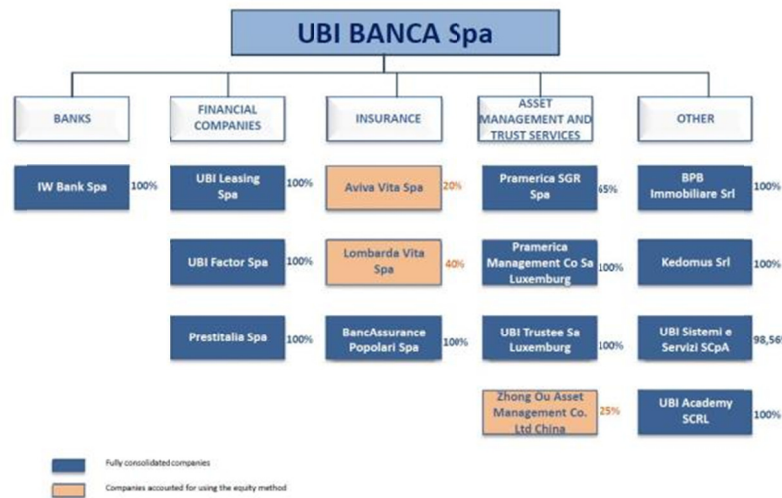 UBI BANCA Spa
BANKS
FINANCIAL
COMPANIES
INSURANCE
ASSET
MANAGEMENT AND
TRUST SERVICES
OTHER
IW Bank Spa
100%
UBI Leasing
Spa
100%
Aviva Vita Spa
20%
Pramerica SGR
Spa
65%
BPB
Immobiliare Srl
100%
UBI Factor Spa
100%
Lombarda Vita
Spa
40%
Pramerica
Management Co Sa
Luxemburg
100%
Kedomus Srl
100%
Prestitalia Spa
100%
BancAssurance
Popolari Spa
100%
UBI Trustee Sa
Luxemburg
100%
UBI Sistemi e
Servizi SCpA
Zhong Ou Asset
Management Co.
Ltd China
25%
UBI Academy
SCRL
100%
Fully consolidated companies
Companies accounted for using the equity method